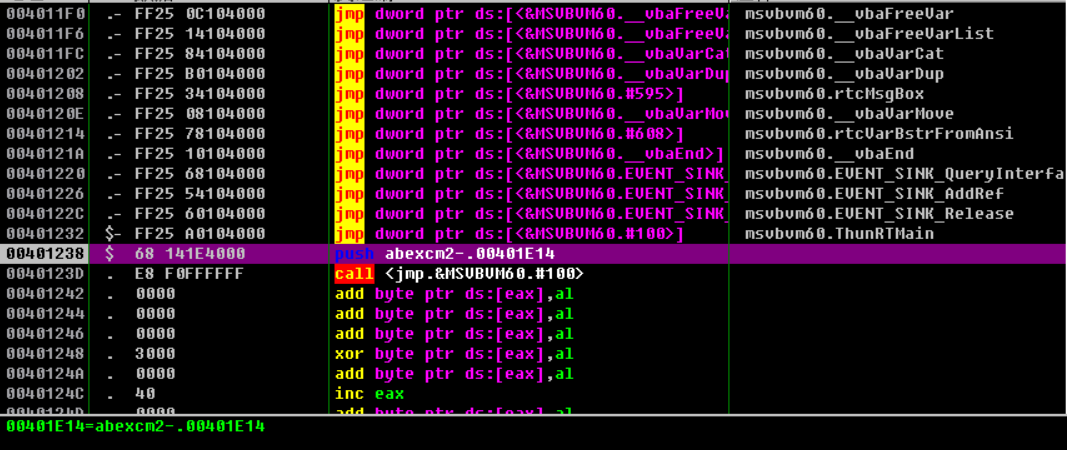 004011F0 .- FF25 0C104000 jmp dword ptr ds:[<&MSVBVM60.__vbaFreeVa msvbvm60.__vbaFreeVar
004011F6 .- FF25 14104000 jmp dword ptr ds:[<&MSVBVM60.__vbaFreeVa msvbvm60.__vbaFreeVarList
004011FC .- FF25 84104000 jmp dword ptr ds:[<&MSVBVM60.__vbaVarCat msvbvm60.__vbaVarCat
00401202 .- FF25 B0104000 jmp dword ptr ds:[<&MSVBVM60.__vbaVarDup msvbvm60.__vbaVarDup
00401208 .- FF25 34104000 jmp dword ptr ds:[<&MSVBVM60.#595>] msvbvm60.rtcMsgBox
0040120E .- FF25 08104000 jmp dword ptr ds:[<&MSVBVM60.__vbaVarMov msvbvm60.__vbaVarMove
00401214 .- FF25 78104000 jmp dword ptr ds:[<&MSVBVM60.#608>] msvbvm60.rtcVarBstrFromAnsi
0040121A .- FF25 10104000 jmp dword ptr ds:[<&MSVBVM60.__vbaEnd>] msvbvm60.__vbaEnd
00401220 .- FF25 68104000 jmp dword ptr ds:[<&MSVBVM60.EVENT_SINK_ msvbvm60.EVENT_SINK_QueryInterfa
00401226 .- FF25 54104000 jmp dword ptr ds:[<&MSVBVM60.EVENT_SINK_ msvbvm60.EVENT_SINK_AddRef
0040122C .- FF25 60104000 jmp dword ptr ds:[<&MSVBVM60.EVENT_SINK_ msvbvm60.EVENT_SINK_Release
00401232 $- FF25 A0104000 jmp dword ptr ds:[<&MSVBVM60.#100>] msvbvm60.ThunRTMain
00401238 $ 68 141E4000 push abexcm2-.00401E14
0040123D . E8 F0FFFFFF call <jmp.&MSVBVM60.#100>
00401242 . 0000 add byte ptr ds:[eax],al
00401244 . 0000 add byte ptr ds:[eax],al
00401246 . 0000 add byte ptr ds:[eax],al
00401248 . 3000 xor byte ptr ds:[eax],al
0040124A . 0000 add byte ptr ds:[eax],al
0040124C . 40 inc eax
0040124D . 0000 add byte ptr ds:[eax],al
00401E14=abexcm2-.00401E14